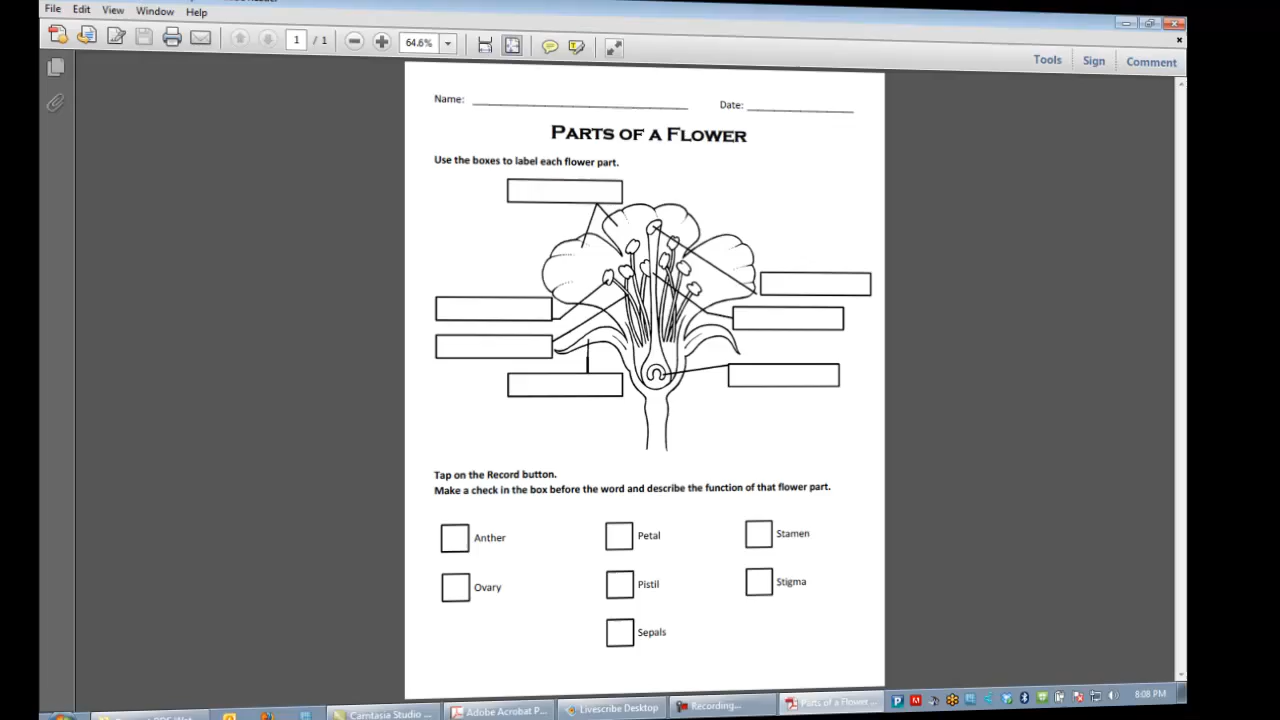 File Edit View Window Help
1 / 1 64.6%
Tools Sign Comment
Name: Date:
PARTS OF A FLOWER
Use the boxes to label each flower part.
Tap on the Record button.
Make a check in the box before the word and describe the function of that flower part.
Anther Petal Stamen
Ovary Pistil Stigma
Sepals
Camtasia Studio ... Adobe Acrobat P... Livescribe Desktop Recording... Parts of a Flower ... 8:08 PM